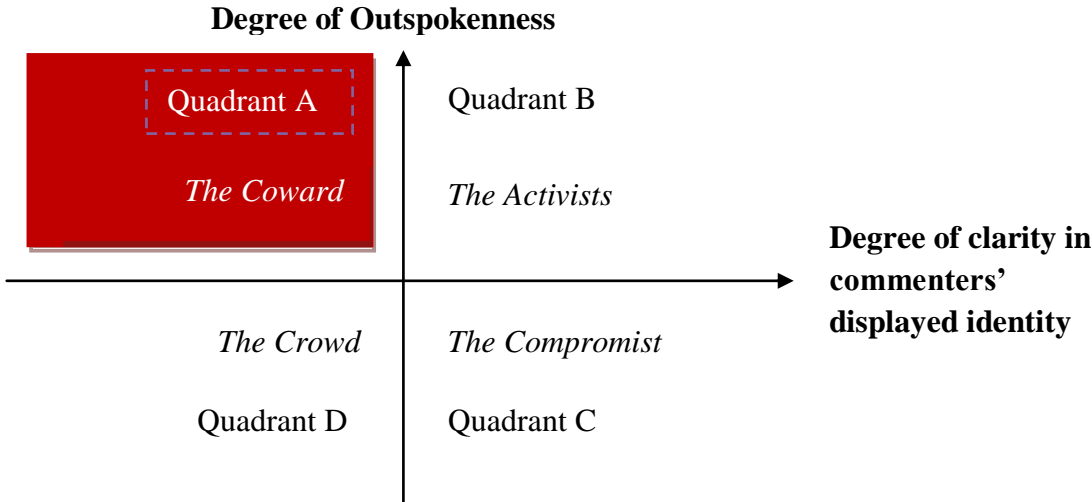 Degree of Outspokenness
Quadrant A
Quadrant B
The Coward
The Activists
Degree of clarity in
commenters’
displayed identity
The Crowd
The Compromist
Quadrant D
Quadrant C